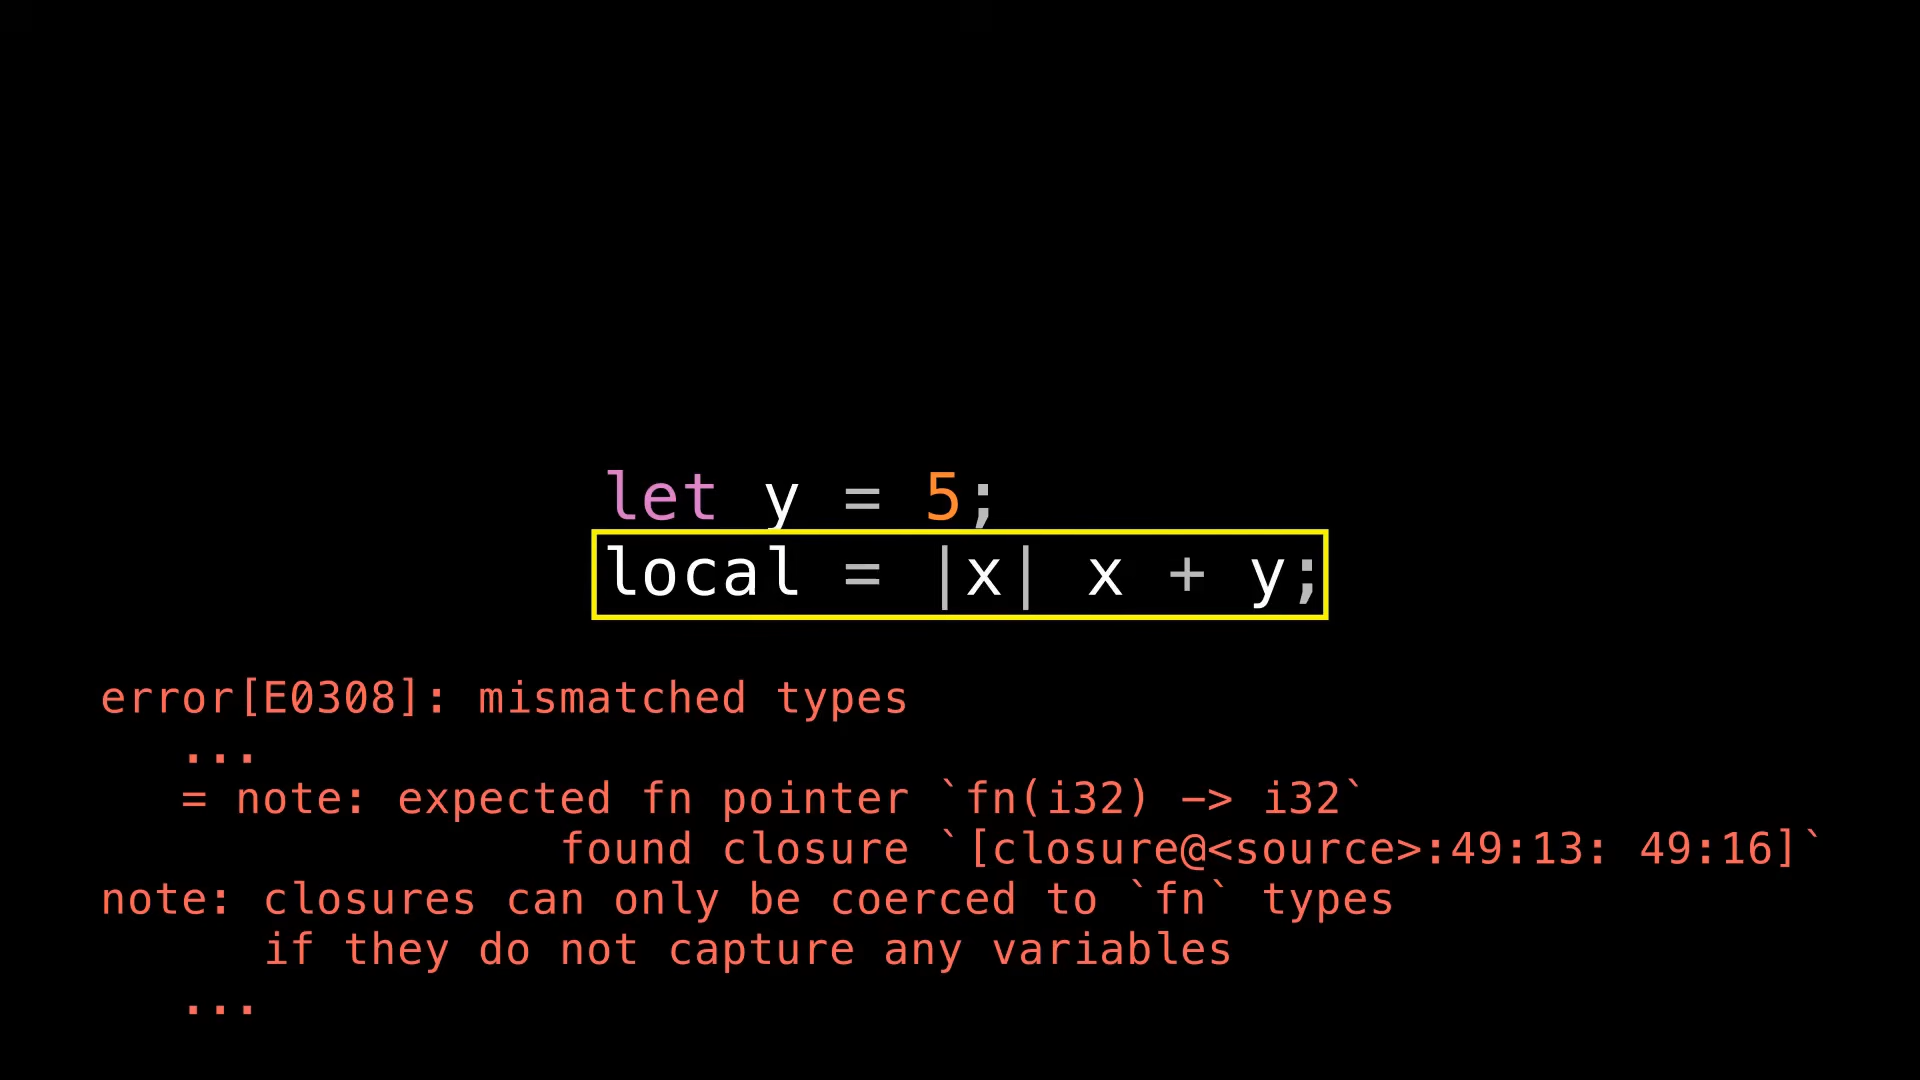 let y = 5;
local = |x| x + y;
error[E0308]: mismatched types
...
= note: expected fn pointer `fn(i32) -> i32`
found closure `[closure@<source>:49:13: 49:16]`
note: closures can only be coerced to `fn` types
if they do not capture any variables
...